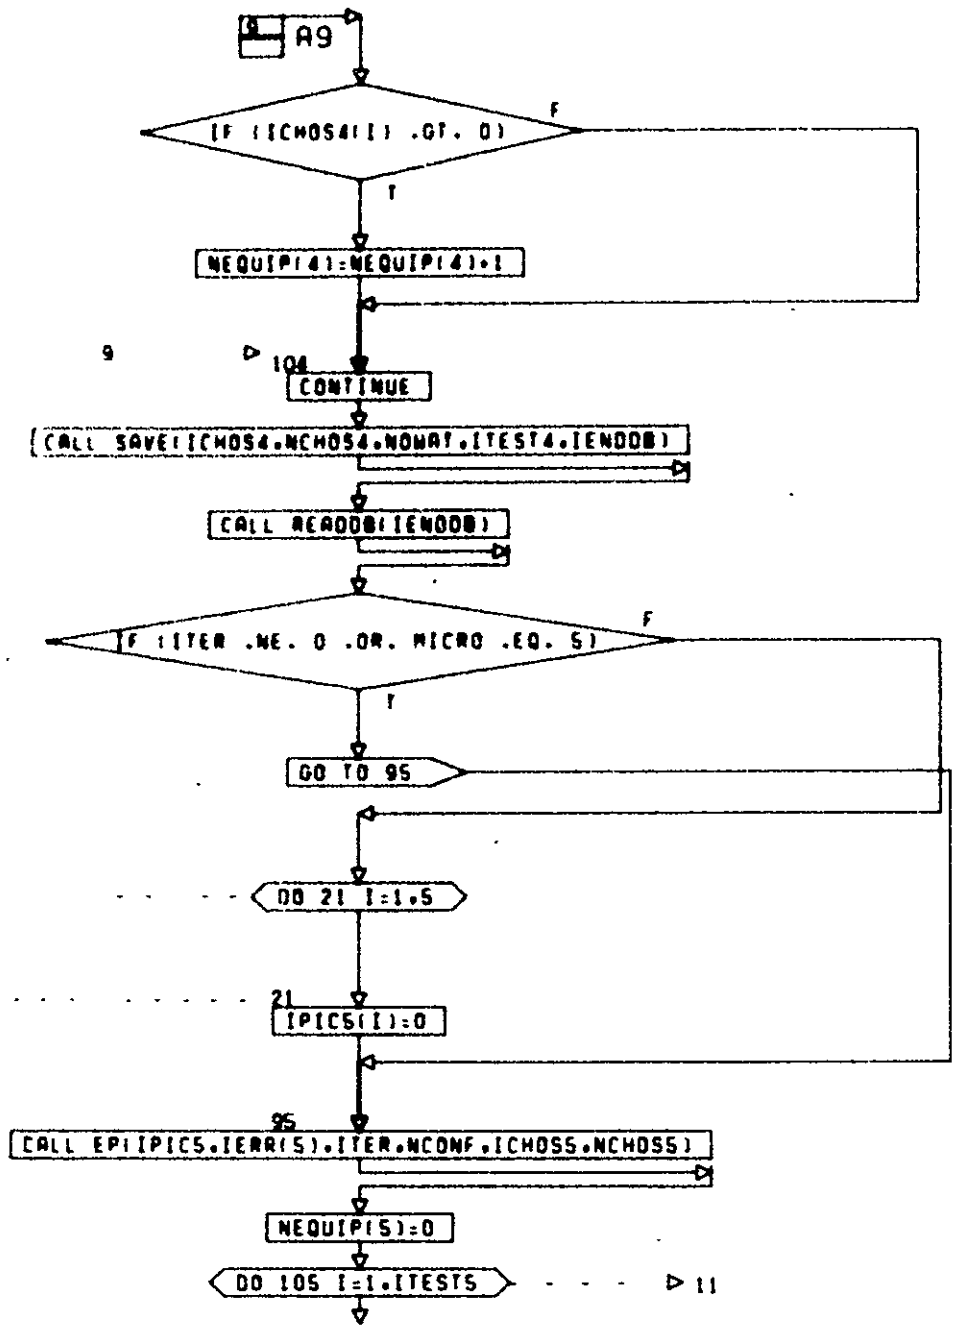 9
A9
IF (ICHOS4(I) .GT. 0)
F
T
NEQUIP(4)=NEQUIP(4)+1
9
104
CONTINUE
CALL SAVE(ICHOS4,NCHOS4,NOWAT,ITEST4,IENDDB)
CALL READDB(IENDDB)
IF (ITER .NE. 0 .OR. MICRO .EQ. 5)
F
T
GO TO 95
DO 21 I=1,5
21
IPIC5(I)=0
95
CALL EP(IPIC5,IERR(5),ITER,NCONF,ICHOS5,NCHOS5)
NEQUIP(5)=0
DO 105 I=1,ITEST5
11